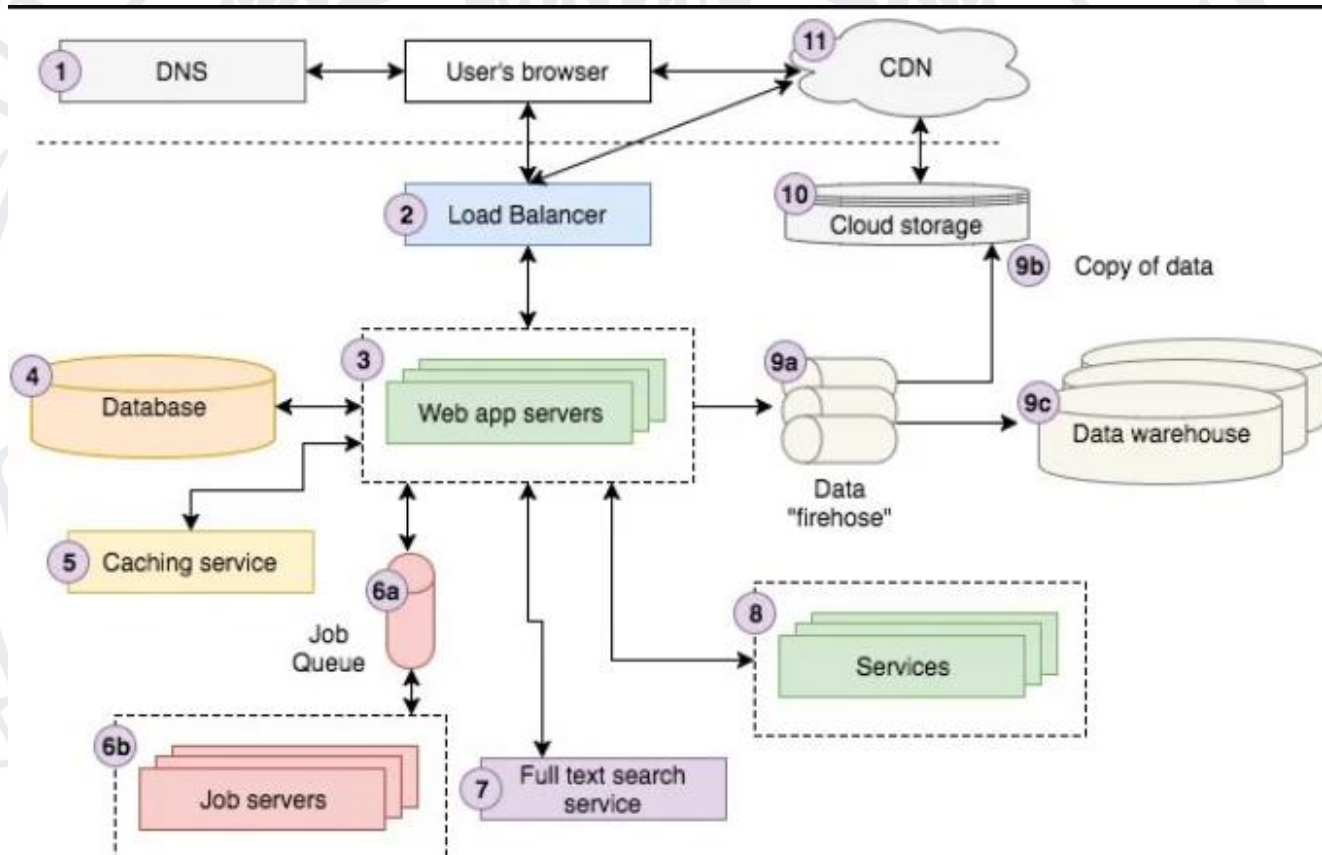 1
DNS
User's browser
11
CDN
2
Load Balancer
10
Cloud storage
9b
Copy of data
3
Web app servers
4
Database
9a
Data
"firehose"
9c
Data warehouse
5
Caching service
6a
Job
Queue
8
Services
6b
Job servers
7
Full text search
service